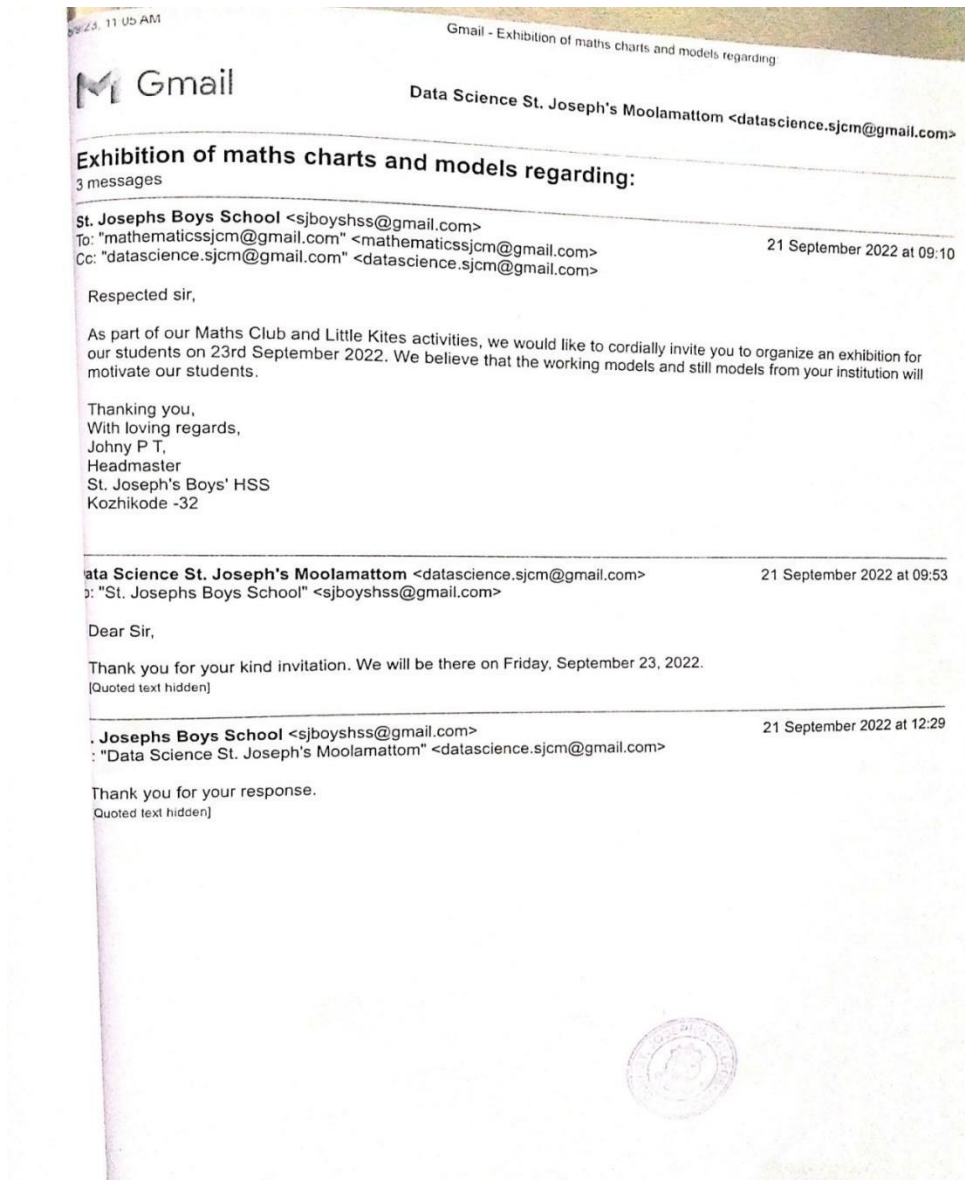 11:05 AM
Gmail - Exhibition of maths charts and models regarding:
Gmail
Data Science St. Joseph's Moolamattom <datascience.sjcm@gmail.com>
Exhibition of maths charts and models regarding:
3 messages
St. Josephs Boys School <sjboyshss@gmail.com>
21 September 2022 at 09:10
To: "mathematicssjcm@gmail.com" <mathematicssjcm@gmail.com>
Cc: "datascience.sjcm@gmail.com" <datascience.sjcm@gmail.com>
Respected sir,
As part of our Maths Club and Little Kites activities, we would like to cordially invite you to organize an exhibition for
our students on 23rd September 2022. We believe that the working models and still models from your institution will
motivate our students.
Thanking you,
With loving regards,
Johny P T,
Headmaster
St. Joseph's Boys' HSS
Kozhikode -32
ata Science St. Joseph's Moolamattom <datascience.sjcm@gmail.com>
21 September 2022 at 09:53
o: "St. Josephs Boys School" <sjboyshss@gmail.com>
Dear Sir,
Thank you for your kind invitation. We will be there on Friday, September 23, 2022.
[Quoted text hidden]
. Josephs Boys School <sjboyshss@gmail.com>
21 September 2022 at 12:29
: "Data Science St. Joseph's Moolamattom" <datascience.sjcm@gmail.com>
Thank you for your response.
Quoted text hidden]